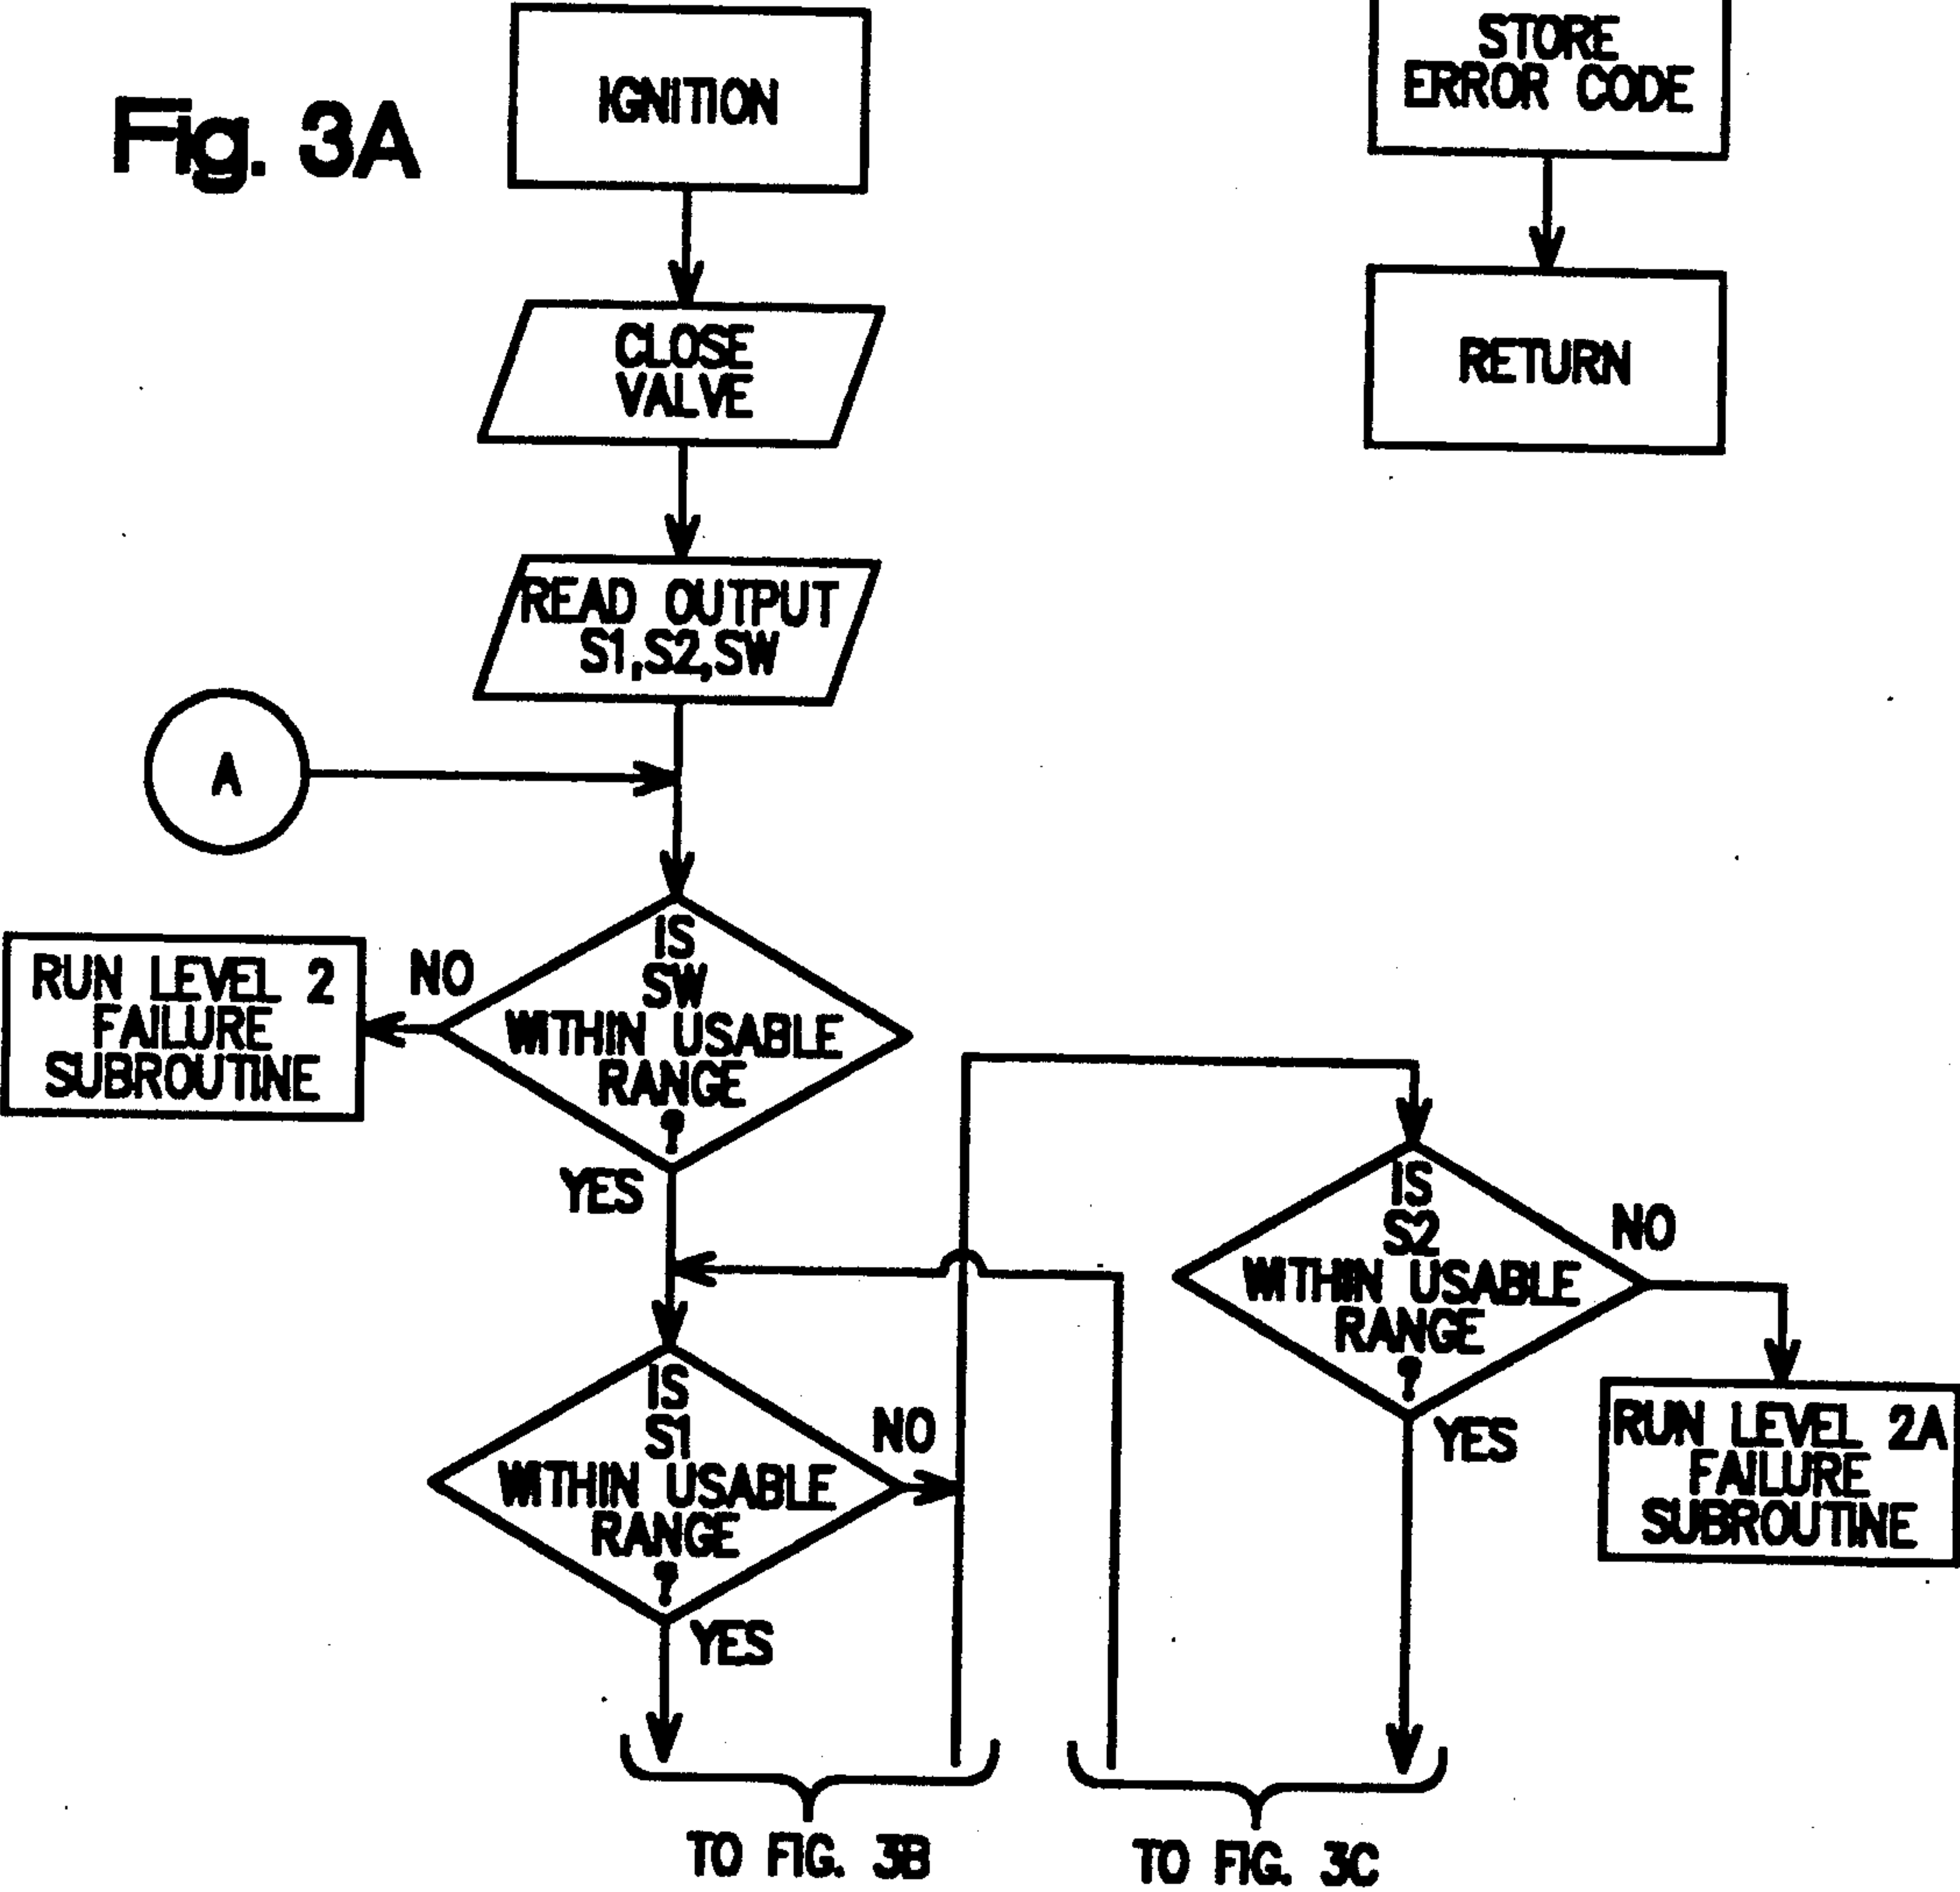 Fig. 3A
IGNITION
STORE
ERROR CODE
CLOSE
VALVE
RETURN
READ OUTPUT
S1,S2,SW
A
IS
SW
WITHIN USABLE
RANGE
?
NO
RUN LEVEL 2
FAILURE
SUBROUTINE
YES
IS
S2
WITHIN USABLE
RANGE
?
NO
YES
RUN LEVEL 2A
FAILURE
SUBROUTINE
IS
S1
WITHIN USABLE
RANGE
?
NO
YES
TO FIG. 3B
TO FIG. 3C